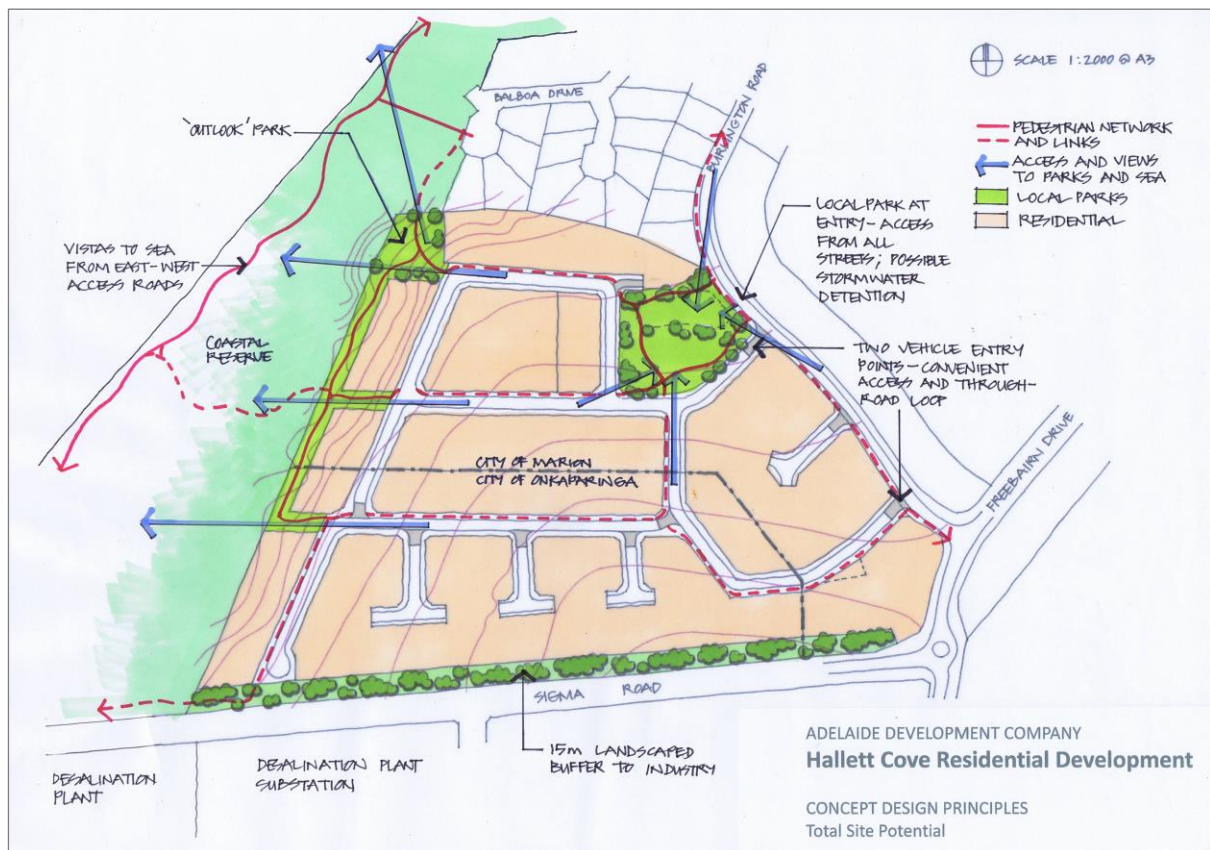 BALBOA DRIVE
BURLINGTON ROAD
SCALE 1:2000 @ A3
PEDESTRIAN NETWORK
AND LINKS
ACCESS AND VIEWS
TO PARKS AND SEA
LOCAL PARKS
RESIDENTIAL
'OUTLOOK' PARK
LOCAL PARK AT
ENTRY-ACCESS
FROM ALL
STREETS; POSSIBLE
STORMWATER
DETENTION
VISTAS TO SEA
FROM EAST-WEST
ACCESS ROADS
COASTAL
RESERVE
TWO VEHICLE ENTRY
POINTS-CONVENIENT
ACCESS AND THROUGH-
ROAD LOOP
CITY OF MARION
CITY OF ONKAPARINGA
FREEBAIRN DRIVE
SIGMA ROAD
15m LANDSCAPED
BUFFER TO INDUSTRY
DESALINATION
PLANT
DESALINATION PLANT
SUBSTATION
ADELAIDE DEVELOPMENT COMPANY
Hallett Cove Residential Development
CONCEPT DESIGN PRINCIPLES
Total Site Potential